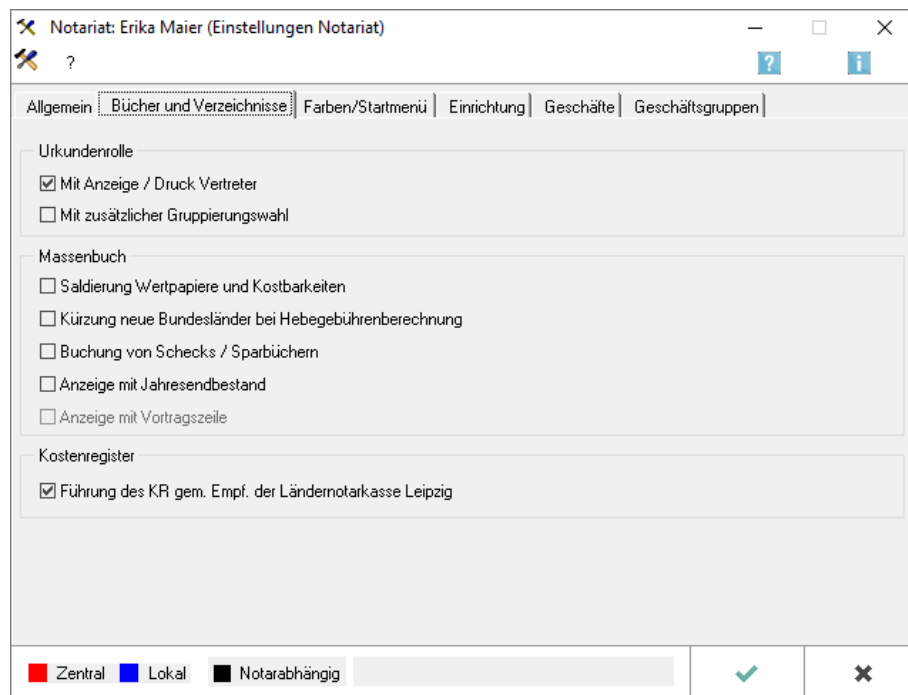 Notariat: Erika Maier (Einstellungen Notariat)
?
?
i
Allgemein Bücher und Verzeichnisse Farben/Startmenü Einrichtung Geschäfte Geschäftsgruppen
Urkundenrolle
Mit Anzeige / Druck Vertreter
Mit zusätzlicher Gruppierungswahl
Massenbuch
Saldierung Wertpapiere und Kostbarkeiten
Kürzung neue Bundesländer bei Hebegebührenberechnung
Buchung von Schecks / Sparbüchern
Anzeige mit Jahresendbestand
Anzeige mit Vortragszeile
Kostenregister
Führung des KR gem. Empf. der Ländernotarkasse Leipzig
Zentral Lokal Notarabhängig